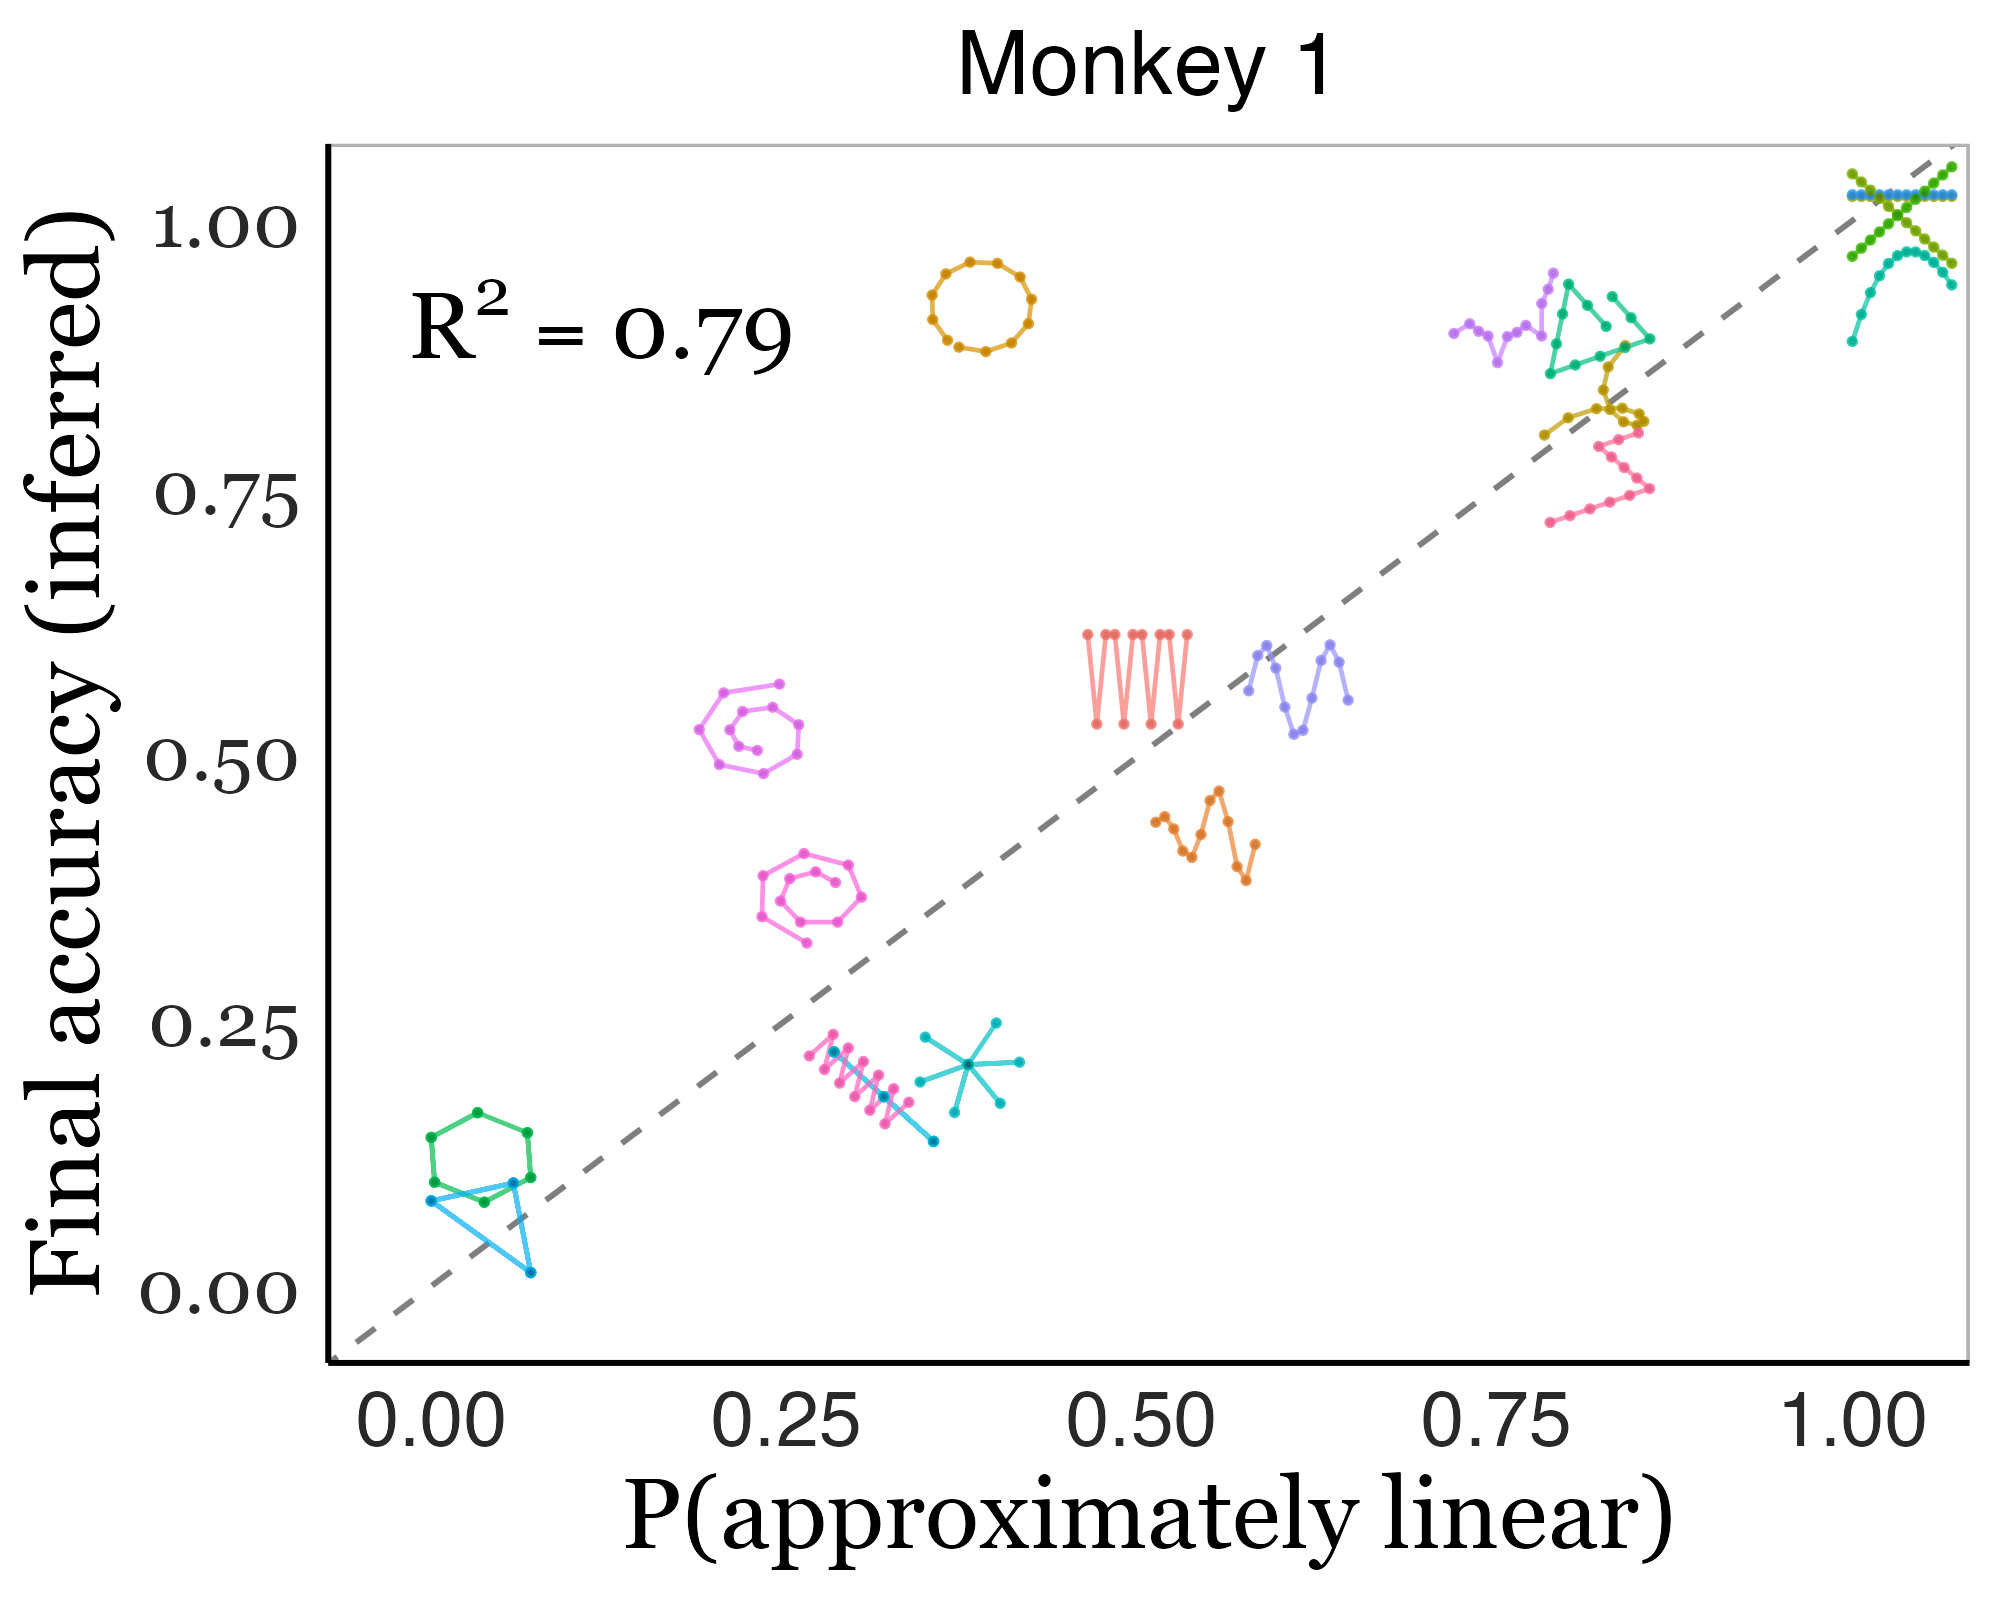 Monkey 1
R² = 0.79
Final accuracy (inferred)
1.00
0.75
0.50
0.25
0.00
0.00 0.25 0.50 0.75 1.00
P(approximately linear)